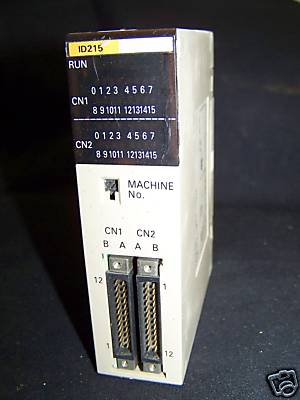 ID215
RUN
0 1 2 3 4 5 6 7
CN1
8 9 10 11 12 13 14 15
0 1 2 3 4 5 6 7
CN2
8 9 10 11 12 13 14 15
MACHINE
No.
CN1 CN2
B A A B
12 1
1 12